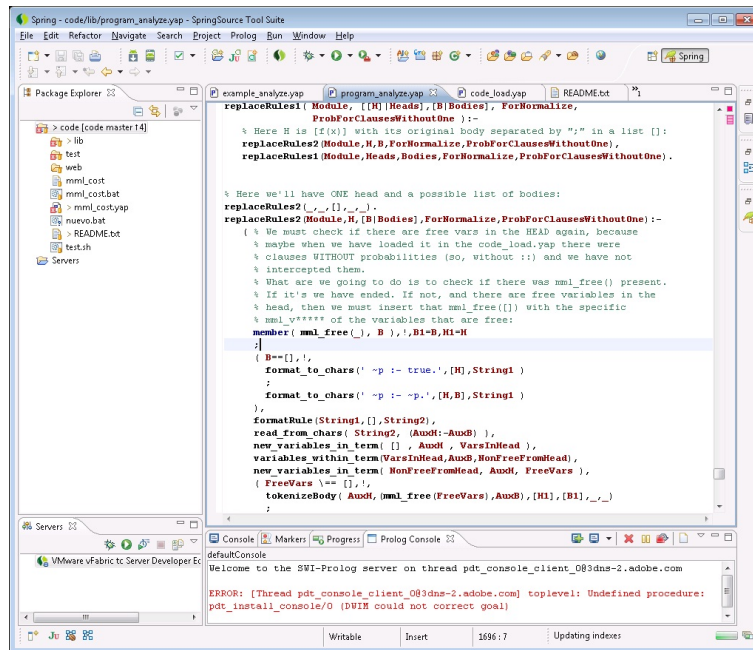 Spring - code/lib/program_analyze.yap - SpringSource Tool Suite
File Edit Refactor Navigate Search Project Prolog Run Window Help
Spring
Package Explorer
> code [code master↑4]
> lib
test
web
mml_cost
mml_cost.bat
> mml_cost.yap
nuevo.bat
> README.txt
test.sh
Servers
example_analyze.yap program_analyze.yap code_load.yap README.txt »1
replaceRules1( Module, [[H]|Heads],[B|Bodies], ForNormalize,
ProbForClausesWithoutOne ):-
% Here H is [f(x)] with its original body separated by ";" in a list []:
replaceRules2(Module,H,B,ForNormalize,ProbForClausesWithoutOne),
replaceRules1(Module,Heads,Bodies,ForNormalize,ProbForClausesWithoutOne).
% Here we'll have ONE head and a possible list of bodies:
replaceRules2(_,_,[],_,_).
replaceRules2(Module,H,[B|Bodies],ForNormalize,ProbForClausesWithoutOne):-
( % We must check if there are free vars in the HEAD again, because
% maybe when we have loaded it in the code_load.yap there were
% clauses WITHOUT probabilities (so, without ::) and we have not
% intercepted them.
% What are we going to do is to check if there was mml_free() present.
% If it's we have ended. If not, and there are free variables in the
% head, then we must insert that mml_free([]) with the specific
% mml_v***** of the variables that are free:
member( mml_free(_), B ),!,B1=B,H1=H
;
( B==[],!,
format_to_chars(' ~p :- true.',[H],String1 )
;
format_to_chars(' ~p :- ~p.',[H,B],String1 )
),
formatRule(String1,[],String2),
read_from_chars( String2, (AuxH:-AuxB) ),
new_variables_in_term( [] , AuxH , VarsInHead ),
variables_within_term(VarsInHead,AuxB,NonFreeFromHead),
new_variables_in_term( NonFreeFromHead, AuxH, FreeVars ),
( FreeVars \== [],!,
tokenizeBody( AuxH,(mml_free(FreeVars),AuxB),[H1],[B1],_,_)
;
Servers
VMware vFabric tc Server Developer Ec
Console Markers Progress Prolog Console
defaultConsole
Welcome to the SWI-Prolog server on thread pdt_console_client_0@3dns-2.adobe.com
ERROR: [Thread pdt_console_client_0@3dns-2.adobe.com] toplevel: Undefined procedure:
pdt_install_console/0 (DWIM could not correct goal)
Writable Insert 1696 : 7 Updating indexes